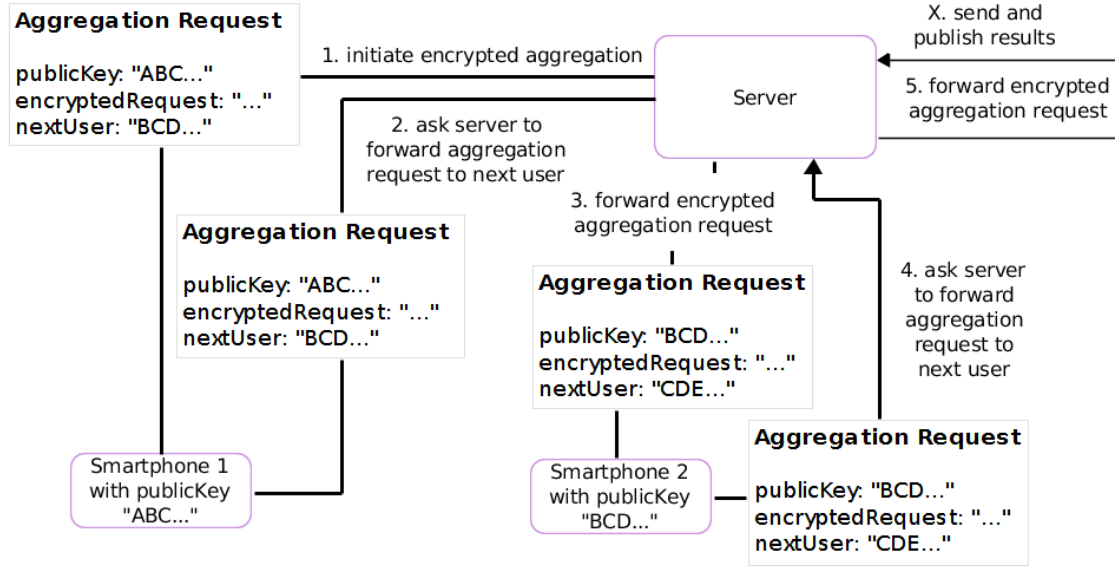 Aggregation Request
publicKey: "ABC..."
encryptedRequest: "..."
nextUser: "BCD..."
1. initiate encrypted aggregation
Server
X. send and
publish results
5. forward encrypted
aggregation request
2. ask server to
forward aggregation
request to next user
Aggregation Request
publicKey: "ABC..."
encryptedRequest: "..."
nextUser: "BCD..."
3. forward encrypted
aggregation request
Aggregation Request
publicKey: "BCD..."
encryptedRequest: "..."
nextUser: "CDE..."
4. ask server
to forward
aggregation
request to
next user
Smartphone 1
with publicKey
"ABC..."
Smartphone 2
with publicKey
"BCD..."
Aggregation Request
publicKey: "BCD..."
encryptedRequest: "..."
nextUser: "CDE..."